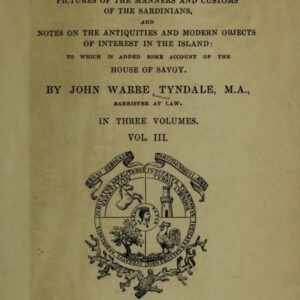 PICTURES OF THE MANNERS AND CUSTOMS
OF THE SARDINIANS,
AND
NOTES ON THE ANTIQUITIES AND MODERN OBJECTS
OF INTEREST IN THE ISLAND:
TO WHICH IS ADDED SOME ACCOUNT OF THE
HOUSE OF SAVOY.
BY JOHN WARRE TYNDALE, M.A.,
BARRISTER AT LAW.
IN THREE VOLUMES.
VOL. III.